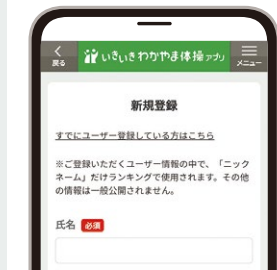 戻る
いきいきわかやま体操アプリ
メニュー
新規登録
すでにユーザー登録している方はこちら
※ご登録いただくユーザー情報の中で、「ニック
ネーム」だけランキングで使用されます。その他
の情報は一般公開されません。
氏名 必須